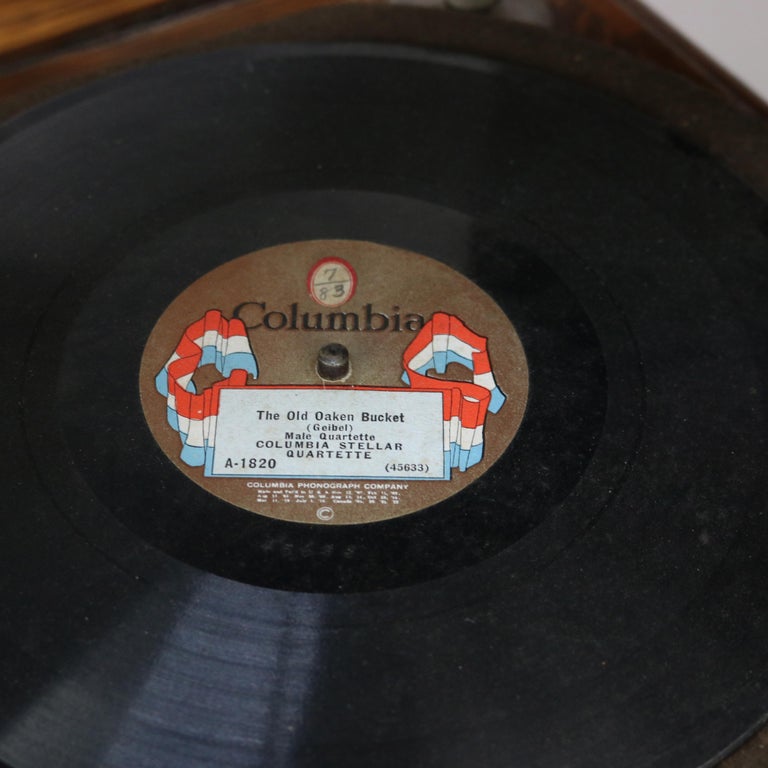 7
83
Columbia
The Old Oaken Bucket
(Geibel)
Male Quartette
COLUMBIA STELLAR
QUARTETTE
A-1820 (45633)
COLUMBIA PHONOGRAPH COMPANY
©